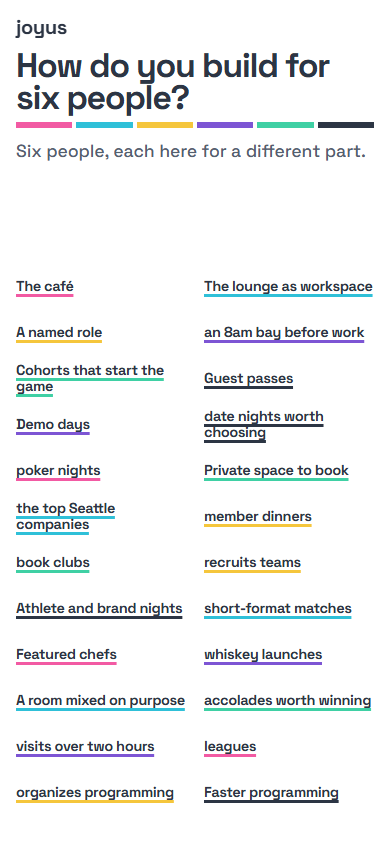 joyus
How do you build for
six people?
Six people, each here for a different part.
The café
The lounge as workspace
A named role
an 8am bay before work
Cohorts that start the
game
Guest passes
Demo days
date nights worth
choosing
poker nights
Private space to book
the top Seattle
companies
member dinners
book clubs
recruits teams
Athlete and brand nights
short-format matches
Featured chefs
whiskey launches
A room mixed on purpose
accolades worth winning
visits over two hours
leagues
organizes programming
Faster programming